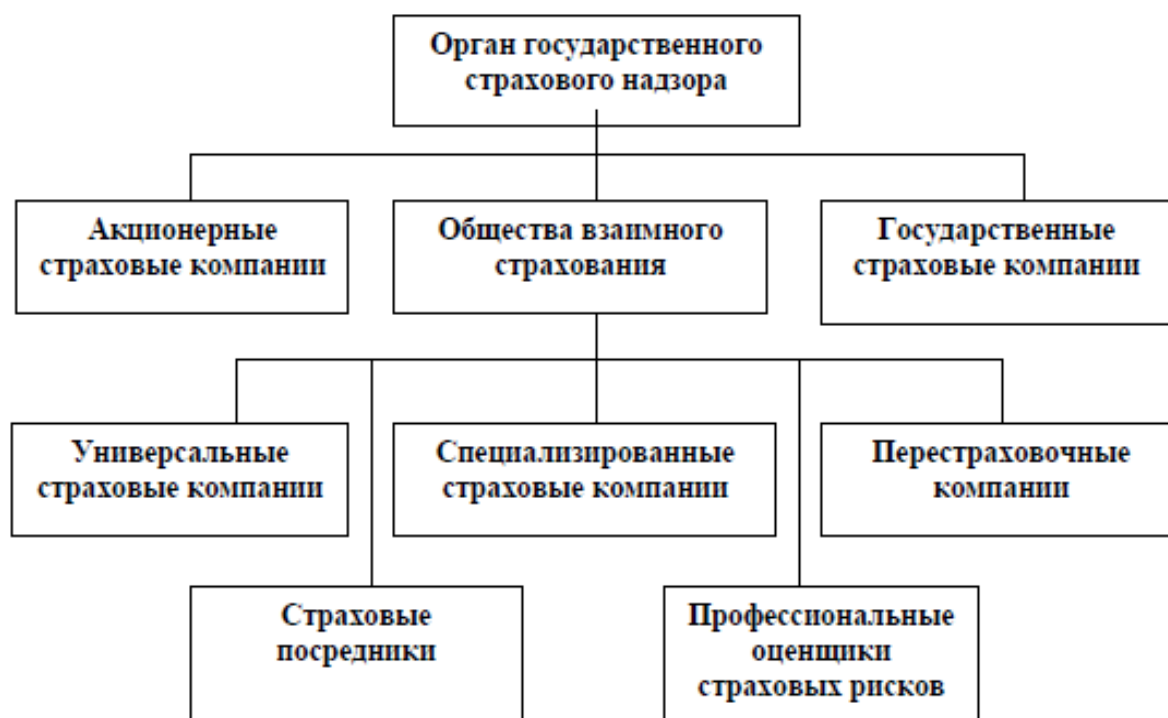 Орган государственного
страхового надзора
Акционерные
страховые компании
Общества взаимного
страхования
Государственные
страховые компании
Универсальные
страховые компании
Специализированные
страховые компании
Перестраховочные
компании
Страховые
посредники
Профессиональные
оценщики
страховых рисков